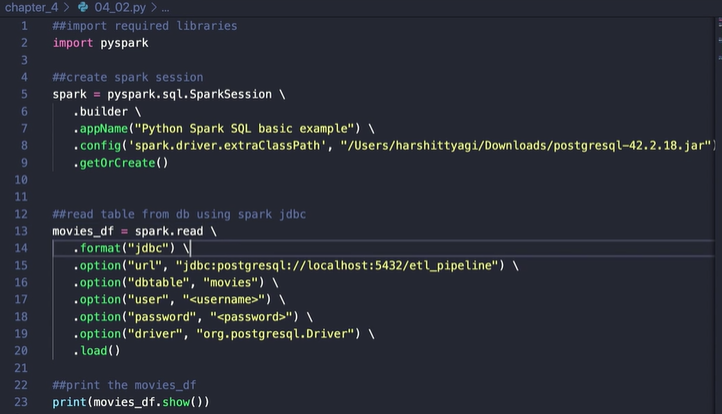 chapter_4 > 04_02.py > ...
1 ##import required libraries
2 import pyspark
3
4 ##create spark session
5 spark = pyspark.sql.SparkSession \
6 .builder \
7 .appName("Python Spark SQL basic example") \
8 .config('spark.driver.extraClassPath', "/Users/harshittyagi/Downloads/postgresql-42.2.18.jar")
9 .getOrCreate()
10
11
12 ##read table from db using spark jdbc
13 movies_df = spark.read \
14 .format("jdbc") \
15 .option("url", "jdbc:postgresql://localhost:5432/etl_pipeline") \
16 .option("dbtable", "movies") \
17 .option("user", "<username>") \
18 .option("password", "<password>") \
19 .option("driver", "org.postgresql.Driver") \
20 .load()
21
22 ##print the movies_df
23 print(movies_df.show())